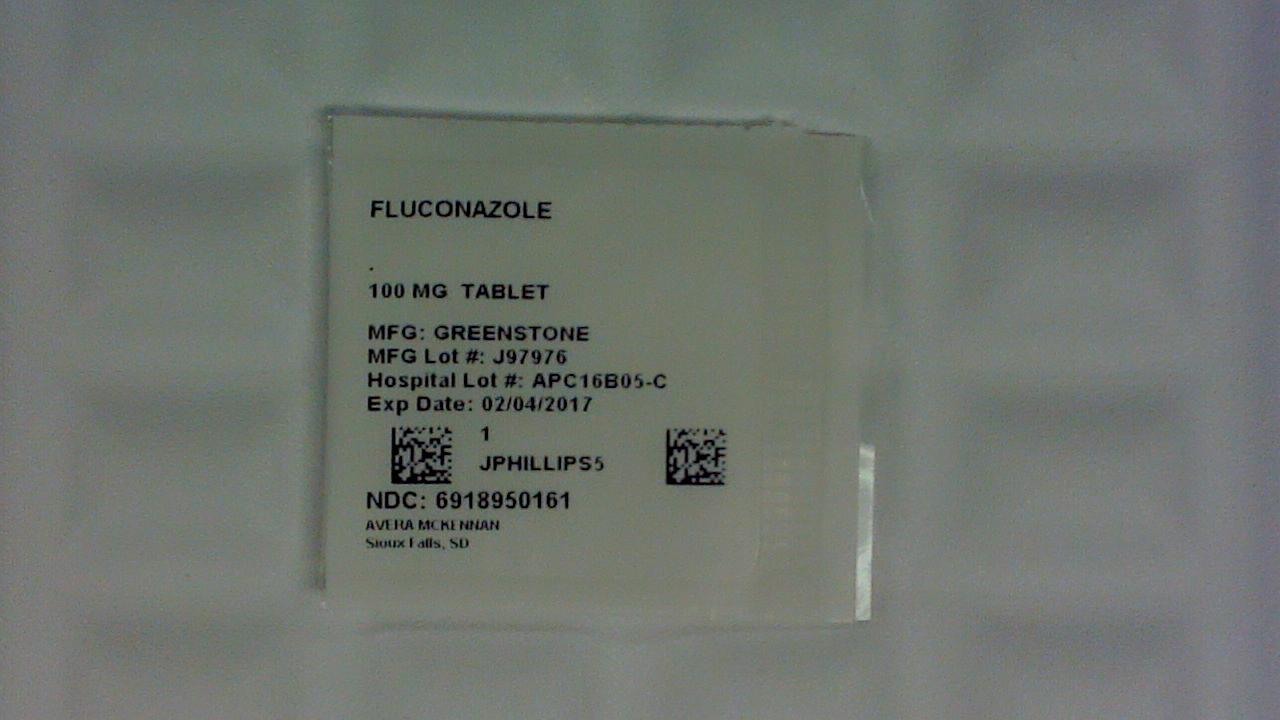 FLUCONAZOLE
.
100 MG TABLET
MFG: GREENSTONE
MFG Lot #: J97976
Hospital Lot #: APC16B05-C
Exp Date: 02/04/2017
1
JPHILLIPS5
NDC: 6918950161
AVERA MCKENNAN
Sioux Falls, SD